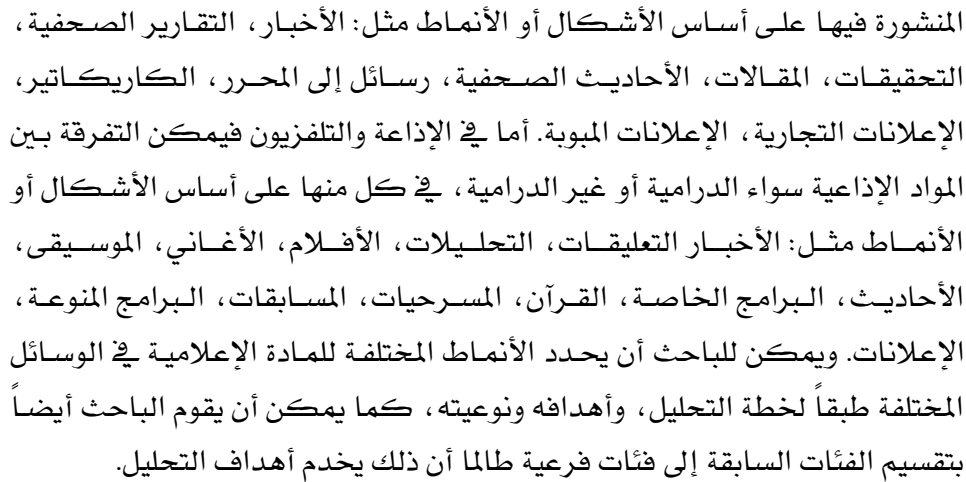 المنشورة فيها على أساس الأشكال أو الأنماط مثل: الأخبار، التقارير الصحفية،
التحقيقات، المقالات، الأحاديث الصحفية، رسائل إلى المحرر، الكاريكاتير،
الإعلانات التجارية، الإعلانات المبوبة. أما في الإذاعة والتلفزيون فيمكن التفرقة بين
المواد الإذاعية سواء الدرامية أو غير الدرامية، في كل منها على أساس الأشكال أو
الأنماط مثل: الأخبار التعليقات، التحليلات، الأفلام، الأغاني، الموسيقى،
الأحاديث، البرامج الخاصة، القرآن، المسرحيات، المسابقات، البرامج المنوعة،
الإعلانات. ويمكن للباحث أن يحدد الأنماط المختلفة للمادة الإعلامية في الوسائل
المختلفة طبقاً لخطة التحليل، وأهدافه ونوعيته، كما يمكن أن يقوم الباحث أيضاً
بتقسيم الفئات السابقة إلى فئات فرعية طالما أن ذلك يخدم أهداف التحليل.